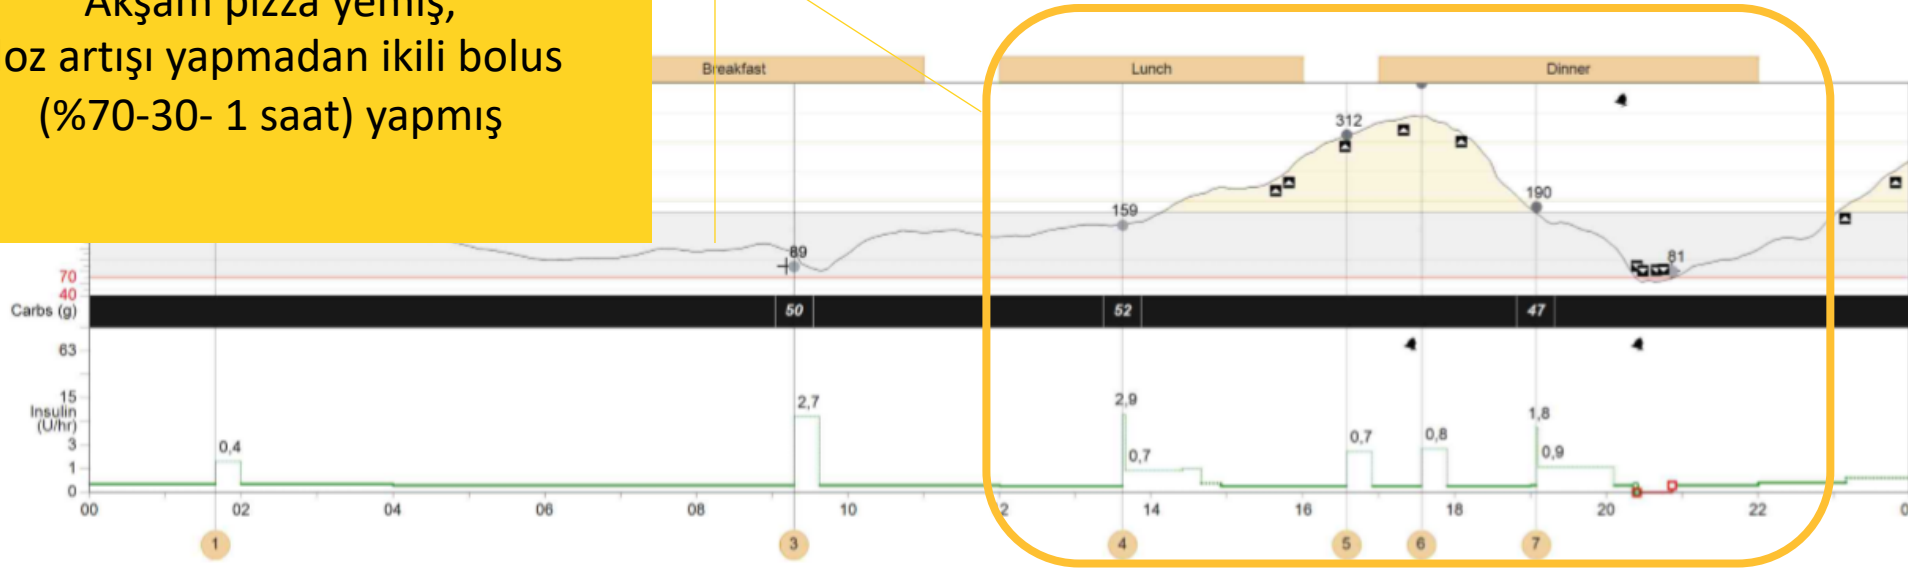 Akşam pizza yemiş,
oz artışı yapmadan ikili bolus
(%70-30- 1 saat) yapmış
Breakfast Lunch Dinner
312
190
159
89 81
70
40
Carbs (g) 50 52 47
63
15
Insulin
(U/hr)
3
1
0
0,4 2,7 2,9 0,7 0,7 0,8 1,8 0,9
00 02 04 06 08 10 2 14 16 18 20 22 0
1 3 4 5 6 7